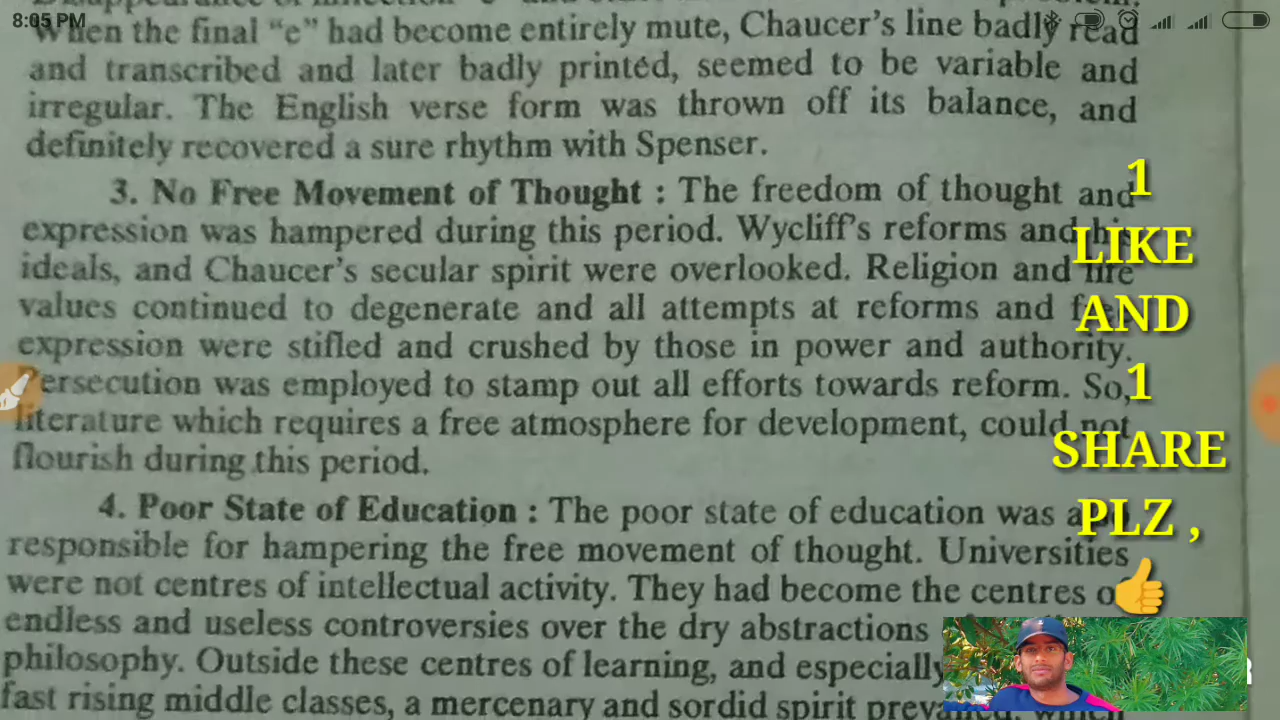 8:05 PM
When the final “e” had become entirely mute, Chaucer’s line badly read
and transcribed and later badly printed, seemed to be variable and
irregular. The English verse form was thrown off its balance, and
definitely recovered a sure rhythm with Spenser.
3. No Free Movement of Thought : The freedom of thought and
expression was hampered during this period. Wycliff’s reforms and his
ideals, and Chaucer’s secular spirit were overlooked. Religion and life
values continued to degenerate and all attempts at reforms and
expression were stifled and crushed by those in power and authority.
Persecution was employed to stamp out all efforts towards reform. So,
literature which requires a free atmosphere for development, could not
flourish during this period.
4. Poor State of Education : The poor state of education was
responsible for hampering the free movement of thought. Universities
were not centres of intellectual activity. They had become the centres
endless and useless controversies over the dry abstractions
philosophy. Outside these centres of learning, and especially
fast rising middle classes, a mercenary and sordid spirit
1
LIKE
AND
1
SHARE
PLZ ,